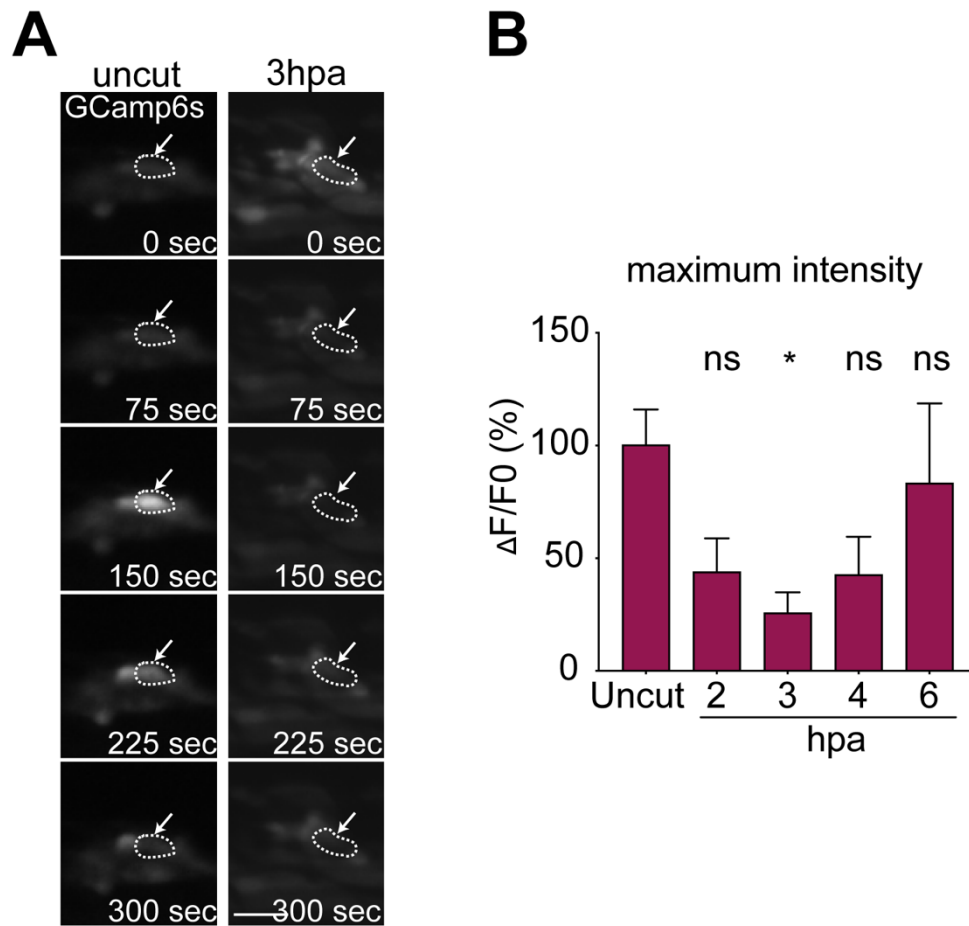 A
uncut
3hpa
GCamp6s
0 sec
0 sec
75 sec
75 sec
150 sec
150 sec
225 sec
225 sec
300 sec
300 sec
B
maximum intensity
ΔF/F0 (%)
150
100
50
0
ns
*
ns
ns
Uncut 2 3 4 6
hpa